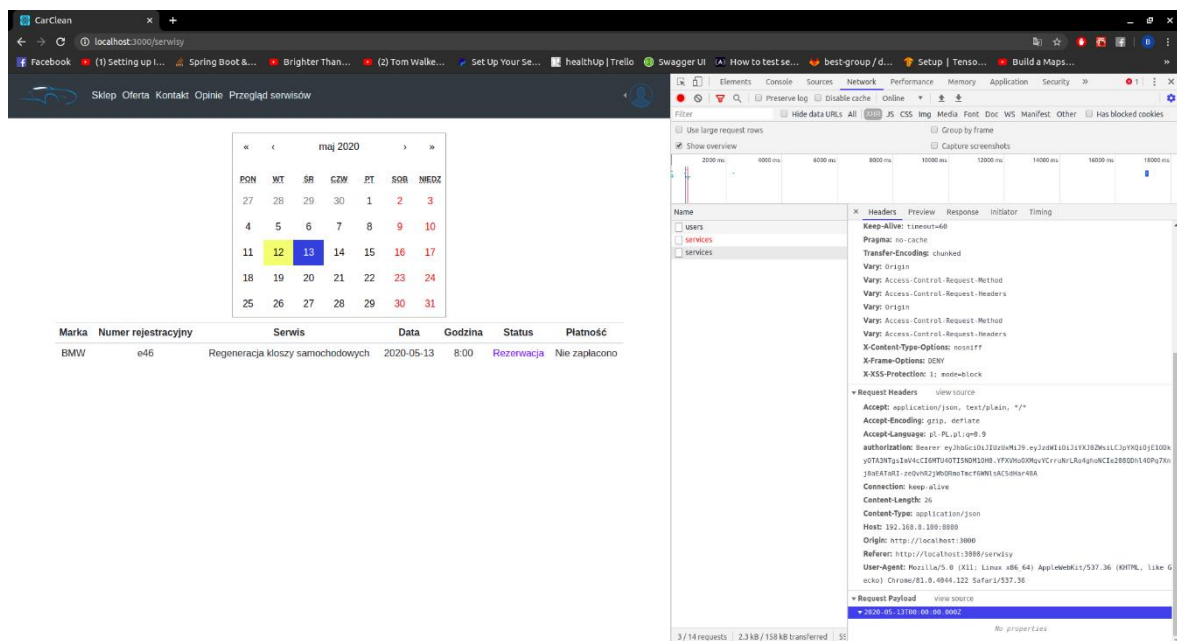 CarClean
localhost:3000/serwisy
Facebook (1) Setting up I... Spring Boot &... Brighter Than... (2) Tom Walke... Set Up Your Se... healthUp | Trello Swagger UI How to test se... best-group / d... Setup | Tenso... Build a Maps... »
Sklep Oferta Kontakt Opinie Przegląd serwisów
« ‹ maj 2020 › »
PON WT ŚR CZW PT SOB NIEDZ
27 28 29 30 1 2 3
4 5 6 7 8 9 10
11 12 13 14 15 16 17
18 19 20 21 22 23 24
25 26 27 28 29 30 31
Marka Numer rejestracyjny Serwis Data Godzina Status Płatność
BMW e46 Regeneracja kloszy samochodowych 2020-05-13 8:00 Rezerwacja Nie zapłacono
Elements Console Sources Network Performance Memory Application Security » 1
Preserve log Disable cache Online
Filter Hide data URLs All XHR JS CSS Img Media Font Doc WS Manifest Other Has blocked cookies
Use large request rows Group by frame
Show overview Capture screenshots
2000 ms 4000 ms 6000 ms 8000 ms 10000 ms 12000 ms 14000 ms 16000 ms 18000 ms
Name
users
services
services
Headers Preview Response Initiator Timing
Keep-Alive: timeout=60
Pragma: no-cache
Transfer-Encoding: chunked
Vary: Origin
Vary: Access-Control-Request-Method
Vary: Access-Control-Request-Headers
Vary: Origin
Vary: Access-Control-Request-Method
Vary: Access-Control-Request-Headers
X-Content-Type-Options: nosniff
X-Frame-Options: DENY
X-XSS-Protection: 1; mode=block
Request Headers view source
Accept: application/json, text/plain, */*
Accept-Encoding: gzip, deflate
Accept-Language: pl-PL,pl;q=0.9
authorization: Bearer
Connection: keep-alive
Content-Length: 26
Content-Type: application/json
Host: 192.168.8.100:8080
Origin: http://localhost:3000
Referer: http://localhost:3000/serwisy
User-Agent: Mozilla/5.0 (X11; Linux x86_64) AppleWebKit/537.36 (KHTML, like G
ecko) Chrome/81.0.4044.122 Safari/537.36
Request Payload view source
2020-05-13T00:00:00.000Z
No properties
3 / 14 requests 2.3 kB / 158 kB transferred